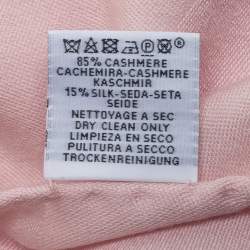 85% CASHMERE
CACHEMIRA-CASHMERE
KASCHMIR
15% SILK-SEDA-SETA
SEIDE
NETTOYAGE A SEC
DRY CLEAN ONLY
LIMPIEZA EN SECO
PULITURA A SECCO
TROCKENREINIGUNG